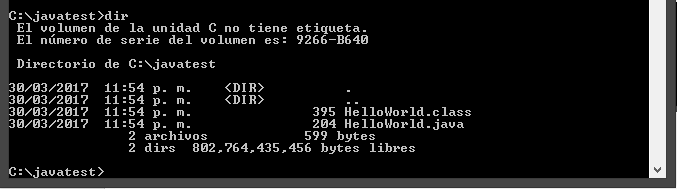 C:\javatest>dir
El volumen de la unidad C no tiene etiqueta.
El número de serie del volumen es: 9266-B640
Directorio de C:\javatest
30/03/2017  11:54 p. m.    <DIR>          .
30/03/2017  11:54 p. m.    <DIR>          ..
30/03/2017  11:54 p. m.               395 HelloWorld.class
30/03/2017  11:54 p. m.               204 HelloWorld.java
2 archivos            599 bytes
2 dirs  802,764,435,456 bytes libres
C:\javatest>